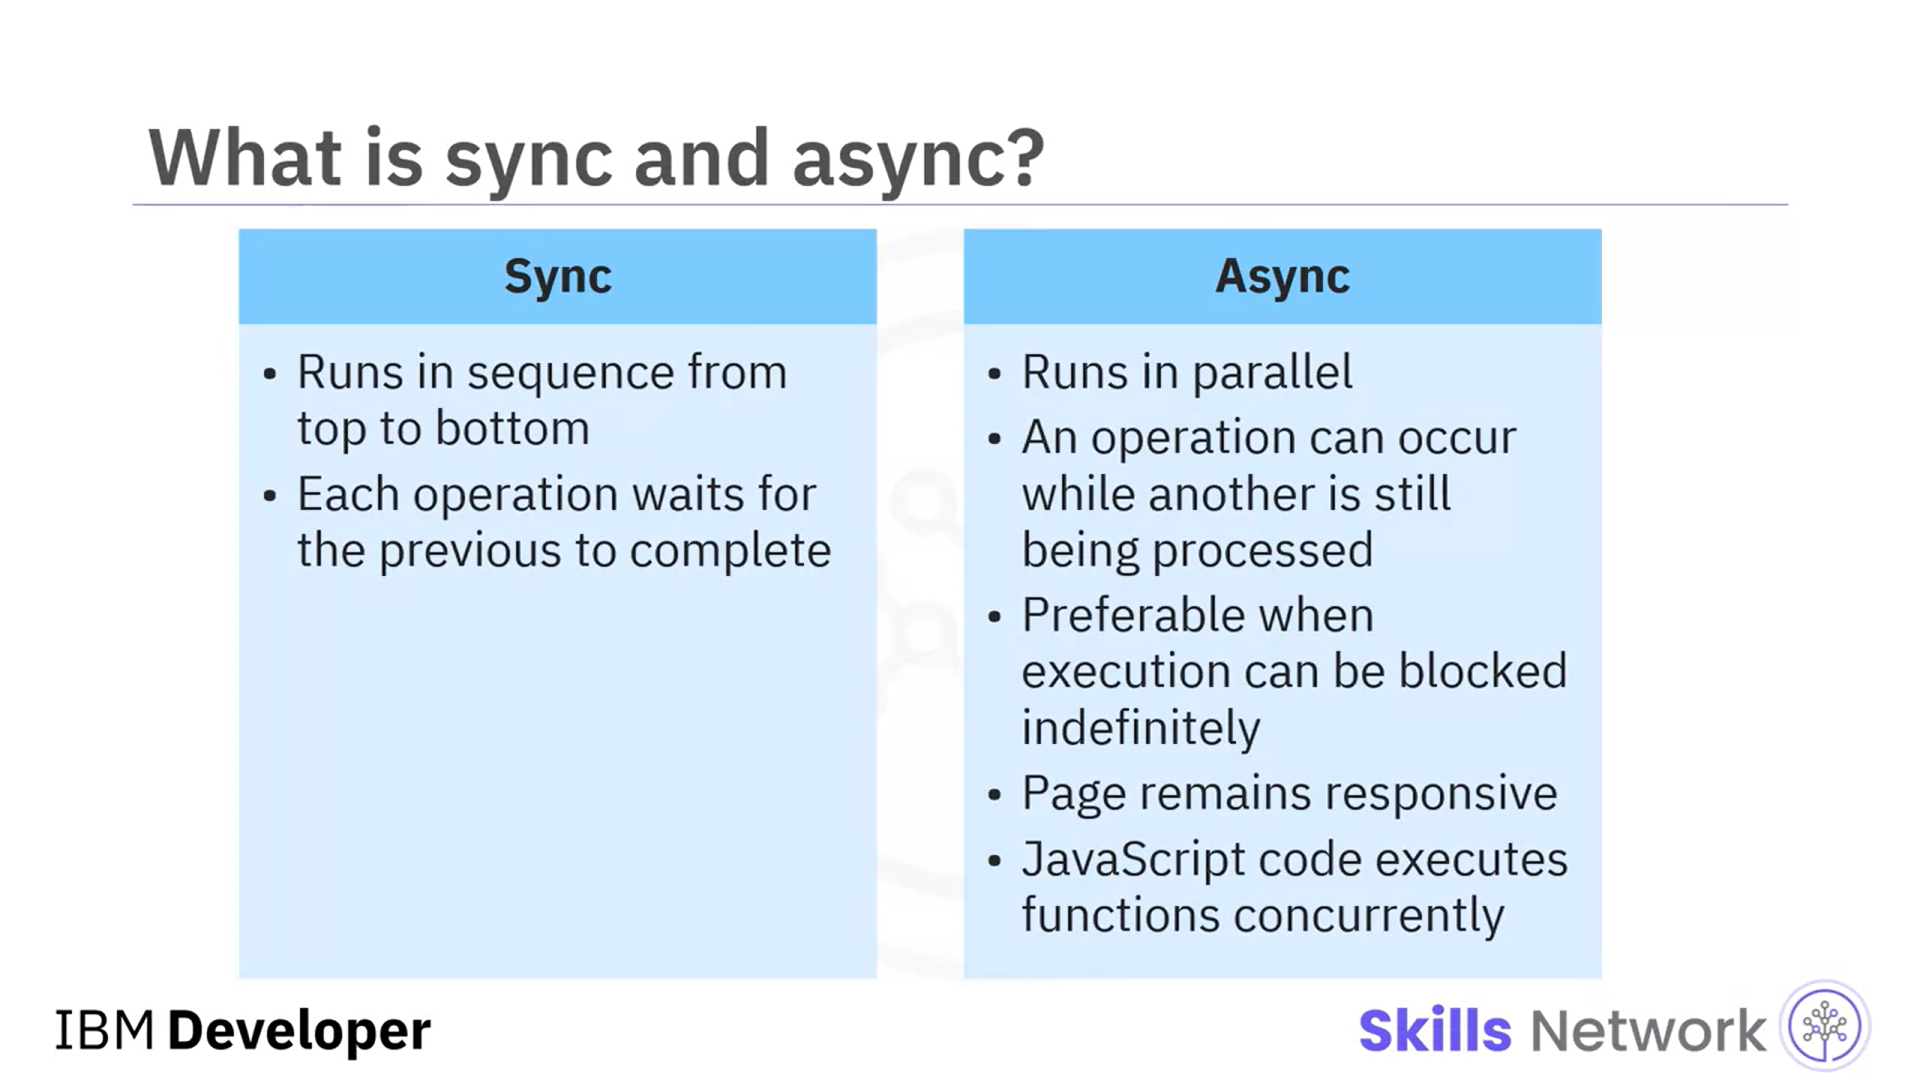 What is sync and async?
Sync
• Runs in sequence from
top to bottom
• Each operation waits for
the previous to complete
Async
• Runs in parallel
• An operation can occur
while another is still
being processed
• Preferable when
execution can be blocked
indefinitely
• Page remains responsive
• JavaScript code executes
functions concurrently
IBM Developer
Skills Network